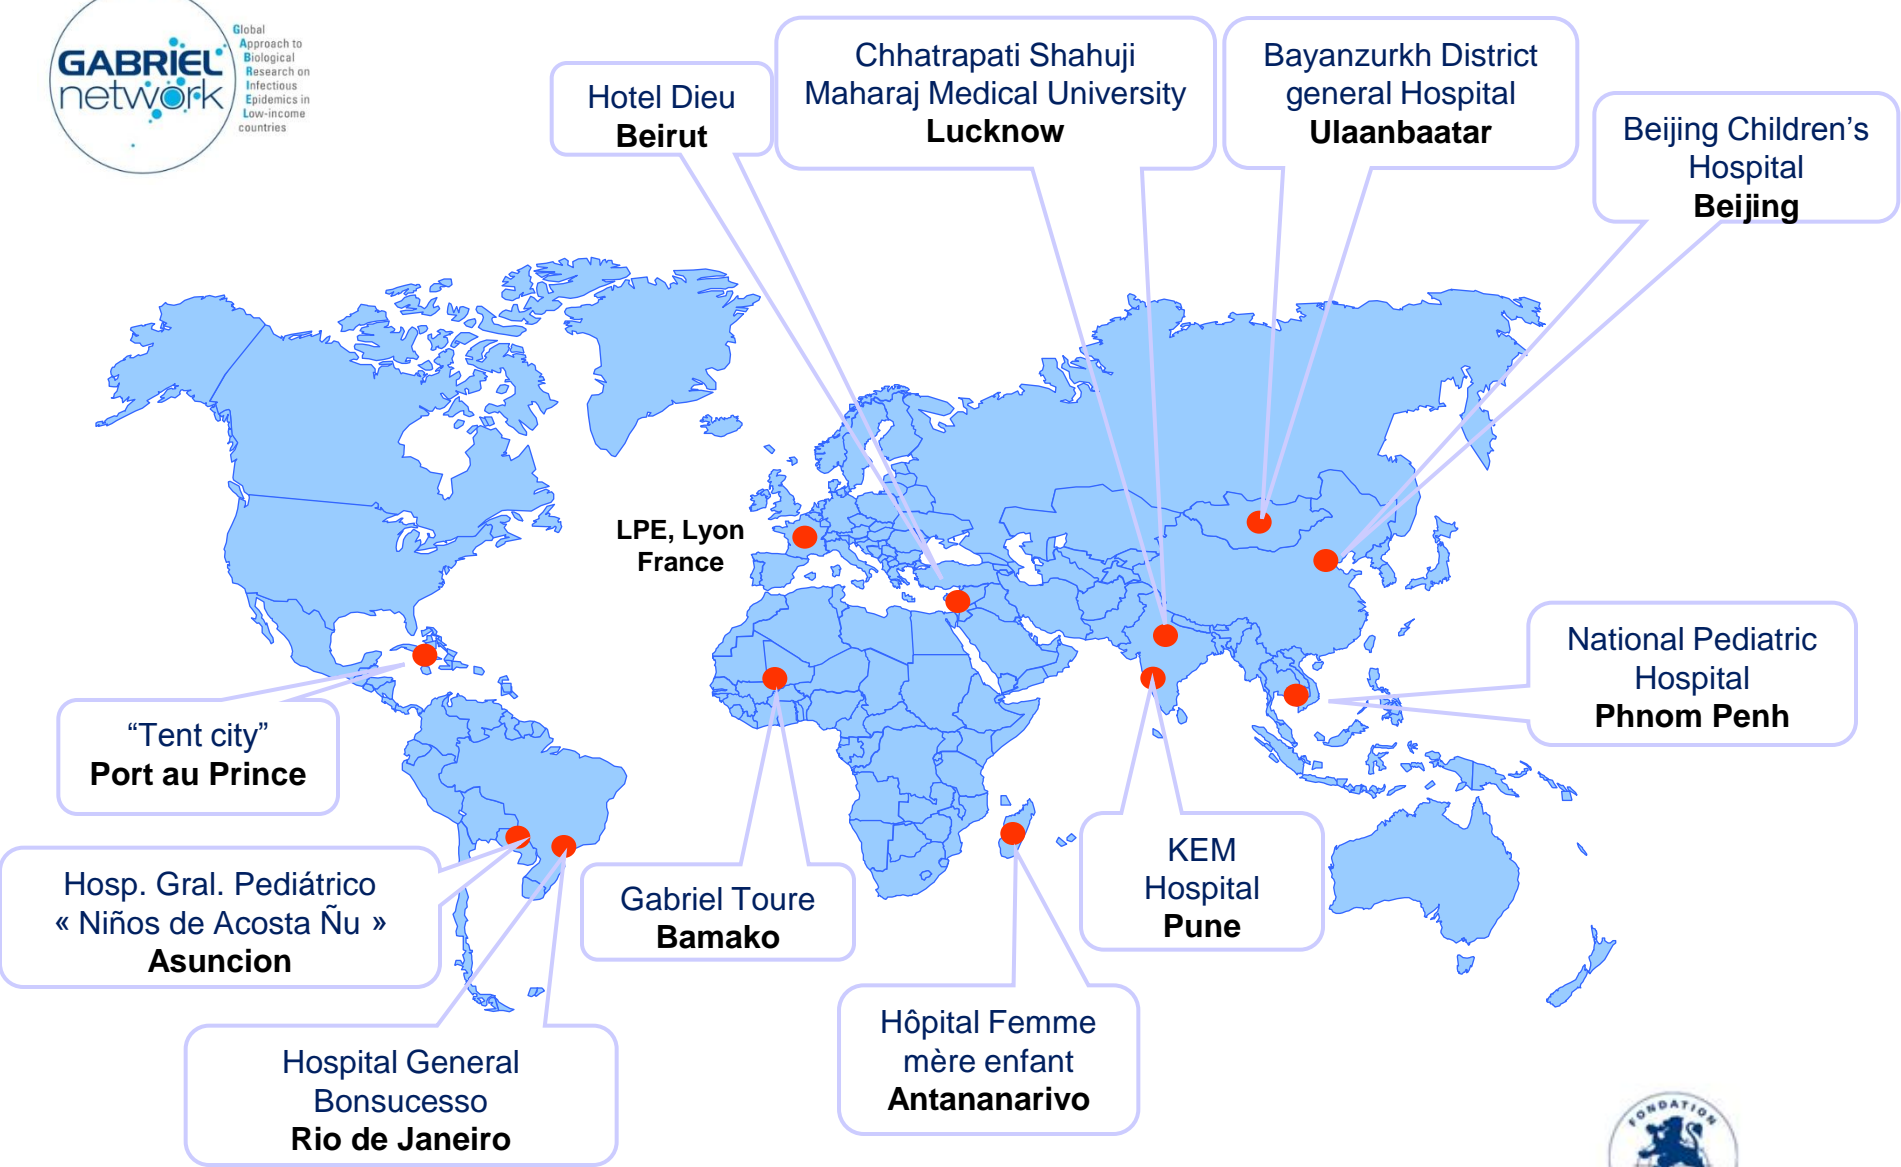 GABRIEL
network
Global
Approach to
Biological
Research on
Infectious
Epidemics in
Low-income
countries
Hotel Dieu
Beirut
Chhatrapati Shahuji
Maharaj Medical University
Lucknow
Bayanzurkh District
general Hospital
Ulaanbaatar
Beijing Children’s
Hospital
Beijing
LPE, Lyon
France
National Pediatric
Hospital
Phnom Penh
“Tent city”
Port au Prince
Hosp. Gral. Pediátrico
« Niños de Acosta Ñu »
Asuncion
Gabriel Toure
Bamako
KEM
Hospital
Pune
Hospital General
Bonsucesso
Rio de Janeiro
Hôpital Femme
mère enfant
Antananarivo
FONDATION